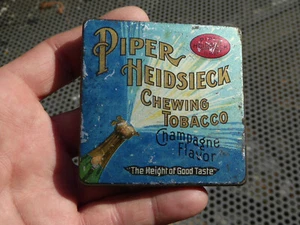 PIPER
HEIDSIECK
CHEWING
TOBACCO
Champagne
Flavor
"The Height of Good Taste"